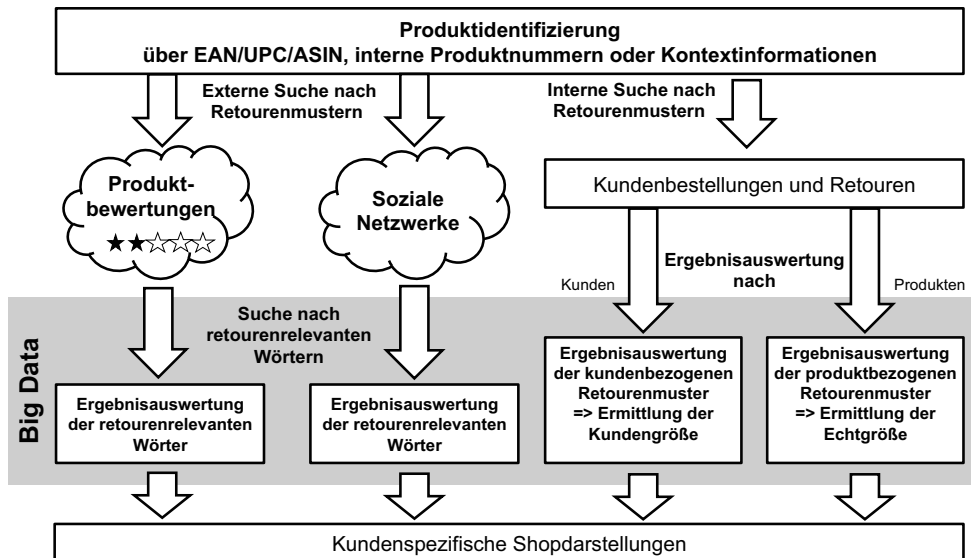 Produktidentifizierung
über EAN/UPC/ASIN, interne Produktnummern oder Kontextinformationen
Externe Suche nach
Retourenmustern
Interne Suche nach
Retourenmustern
Produkt-
bewertungen
★★☆☆☆
Soziale
Netzwerke
Kundenbestellungen und Retouren
Ergebnisauswertung
nach
Kunden
Produkten
Big Data
Suche nach
retourenrelevanten
Wörtern
Ergebnisauswertung
der retourenrelevanten
Wörter
Ergebnisauswertung
der retourenrelevanten
Wörter
Ergebnisauswertung
der kundenbezogenen
Retourenmuster
=> Ermittlung der
Kundengröße
Ergebnisauswertung
der produktbezogenen
Retourenmuster
=> Ermittlung der
Echtgröße
Kundenspezifische Shopdarstellungen